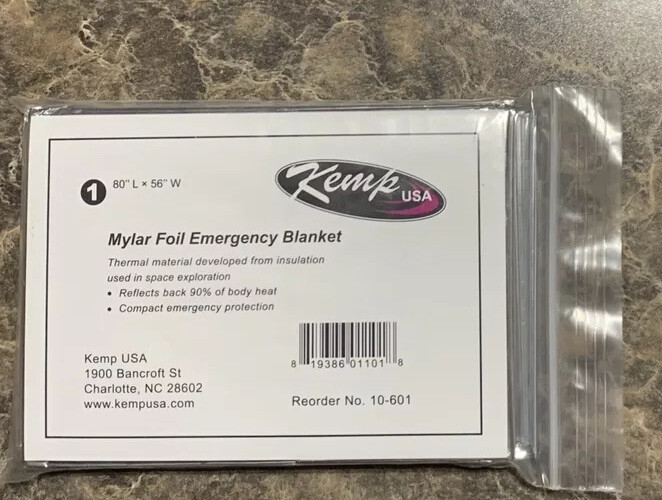 1 80" L × 56" W
Kemp USA
Mylar Foil Emergency Blanket
Thermal material developed from insulation
used in space exploration
• Reflects back 90% of body heat
• Compact emergency protection
8 19386 01101 8
Kemp USA
1900 Bancroft St
Charlotte, NC 28602
www.kempusa.com
Reorder No. 10-601